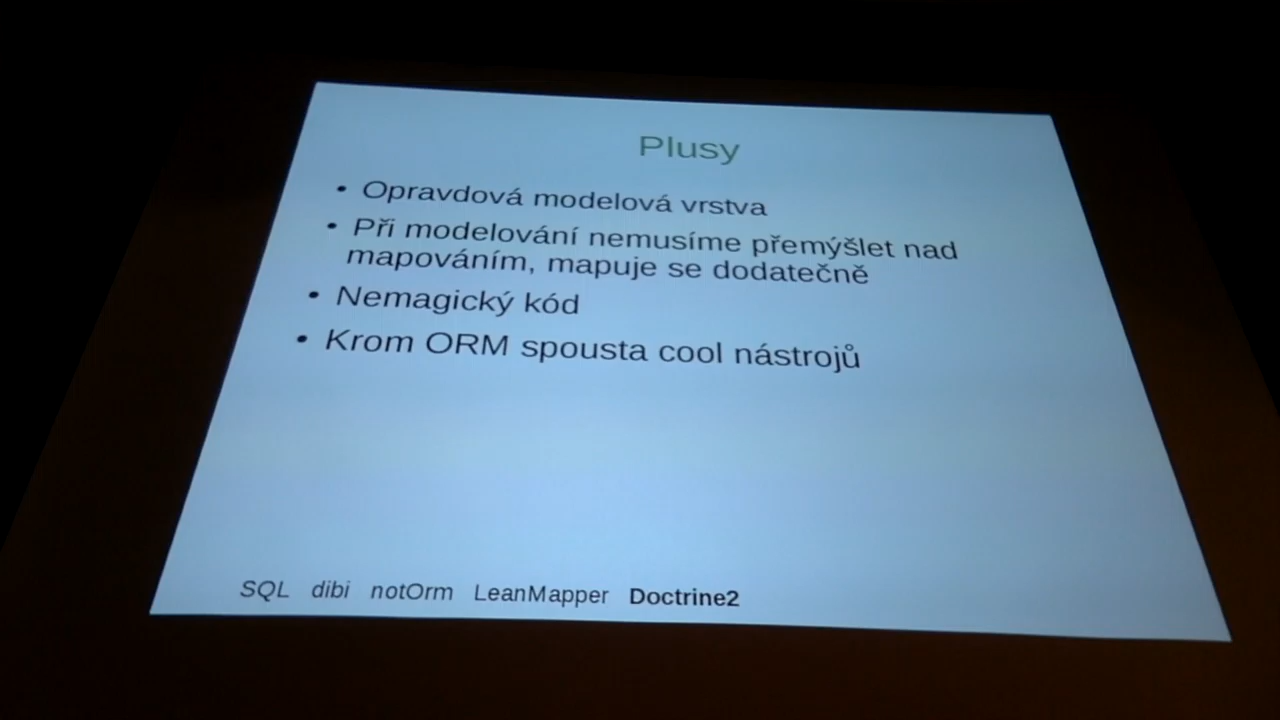 Plusy
• Opravdová modelová vrstva
• Při modelování nemusíme přemýšlet nad
mapováním, mapuje se dodatečně
• Nemagický kód
• Krom ORM spousta cool nástrojů
SQL dibi notOrm LeanMapper Doctrine2